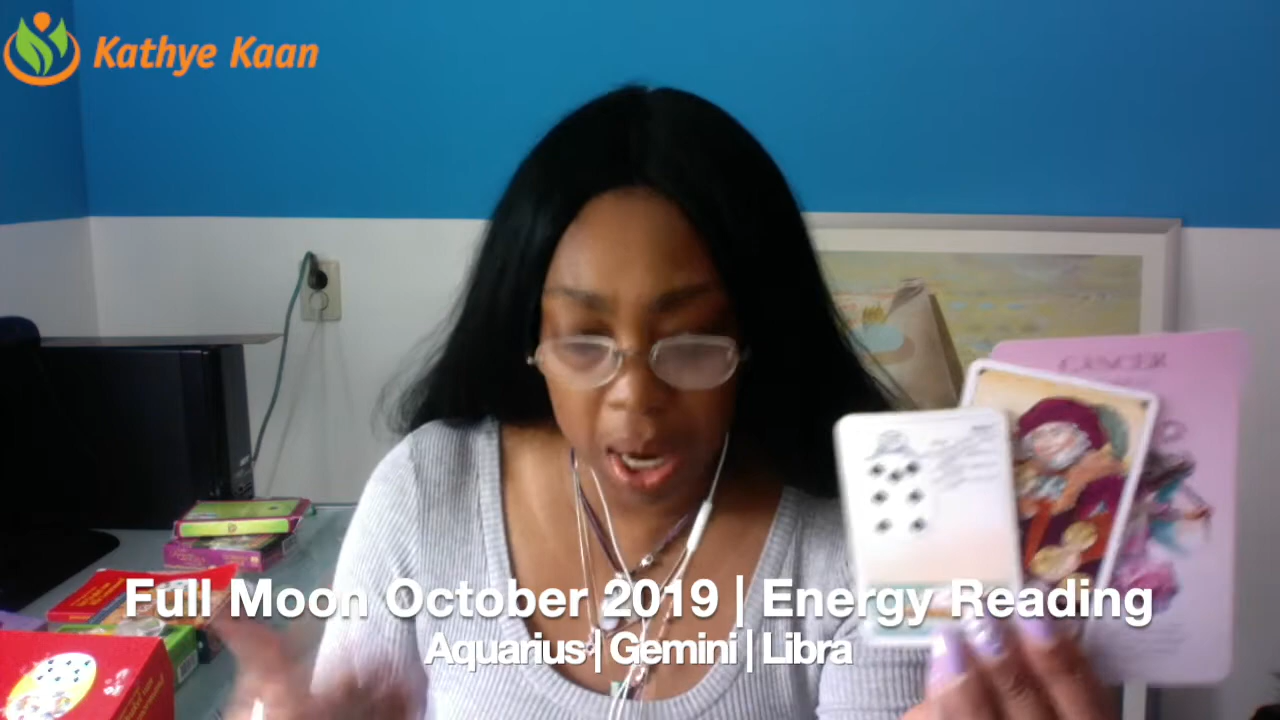 Kathye Kaan
CANCER
Full Moon October 2019 | Energy Reading
Aquarius | Gemini | Libra